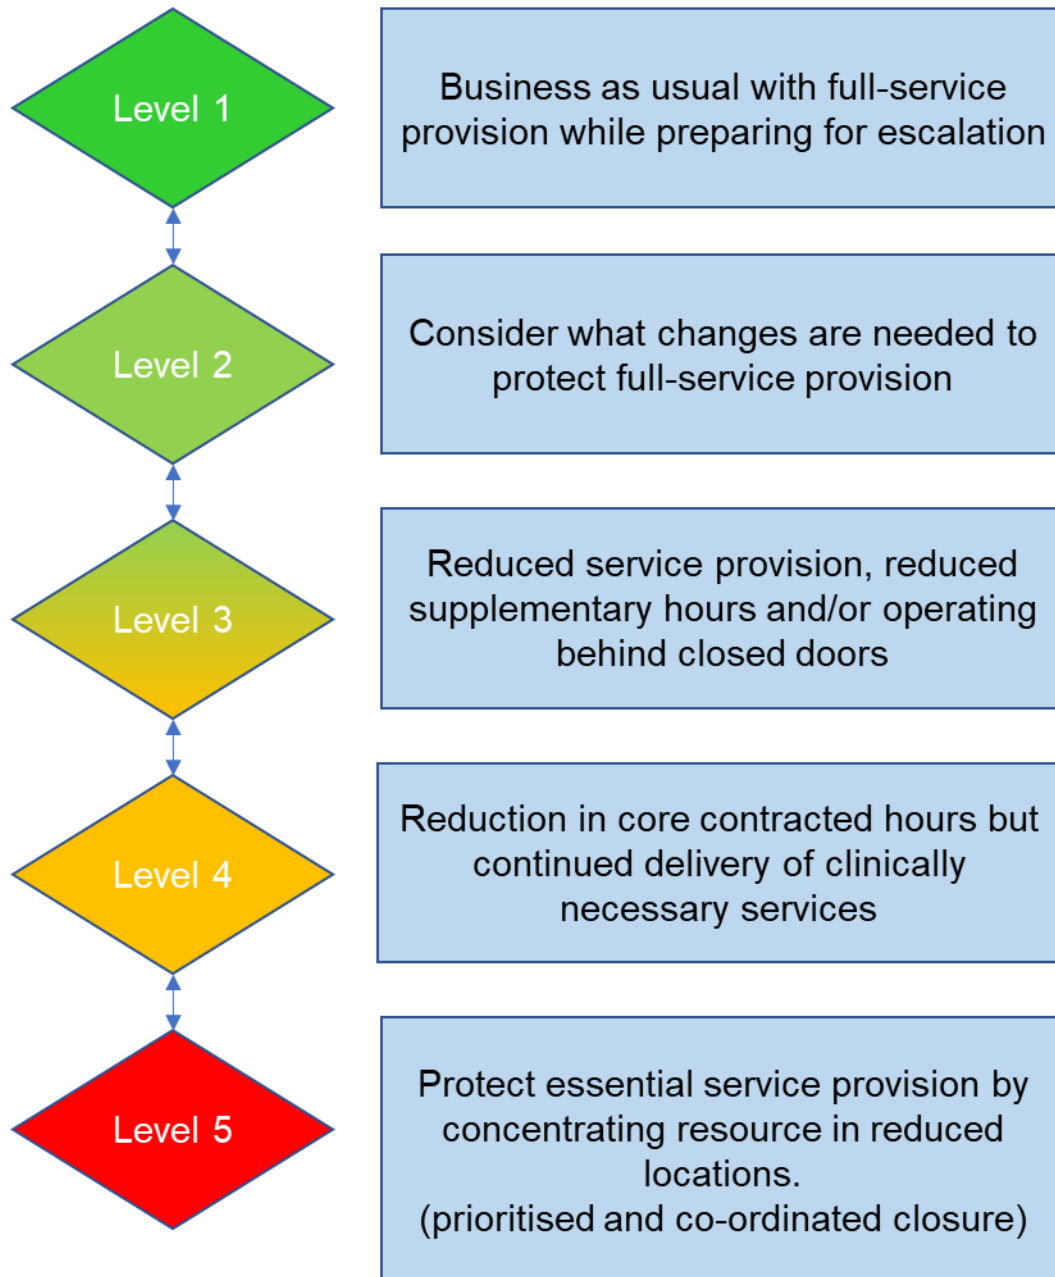 Level 1
Business as usual with full-service
provision while preparing for escalation
Level 2
Consider what changes are needed to
protect full-service provision
Level 3
Reduced service provision, reduced
supplementary hours and/or operating
behind closed doors
Level 4
Reduction in core contracted hours but
continued delivery of clinically
necessary services
Level 5
Protect essential service provision by
concentrating resource in reduced
locations.
(prioritised and co-ordinated closure)